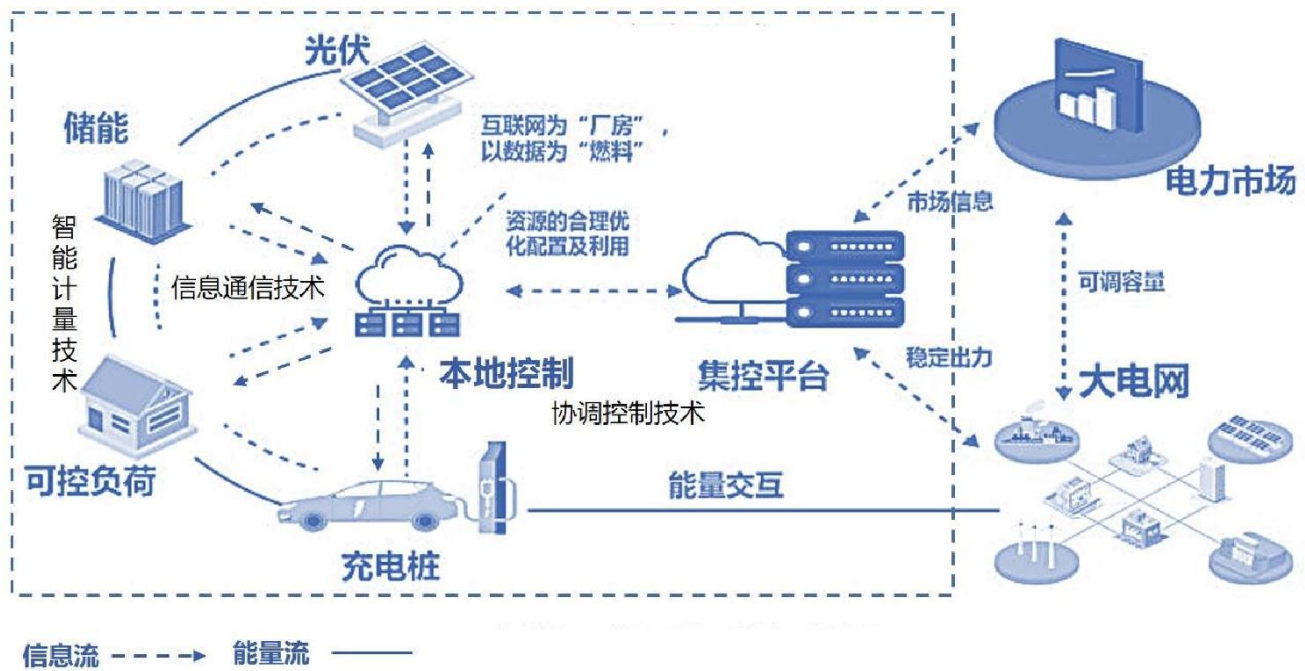 光伏
储能
互联网为“厂房”，
以数据为“燃料”
资源的合理优
化配置及利用
智能计量技术
信息通信技术
本地控制
协调控制技术
集控平台
市场信息
电力市场
可调容量
稳定出力
大电网
可控负荷
充电桩
能量交互
信息流
能量流